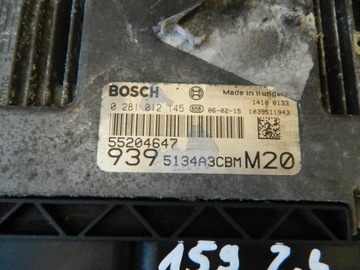 BOSCH
Made in Hungary
0 281 012 145 06-02-15
1410 0133
1039S11943
55204647
939 5134A3CBM M20
159 2.4